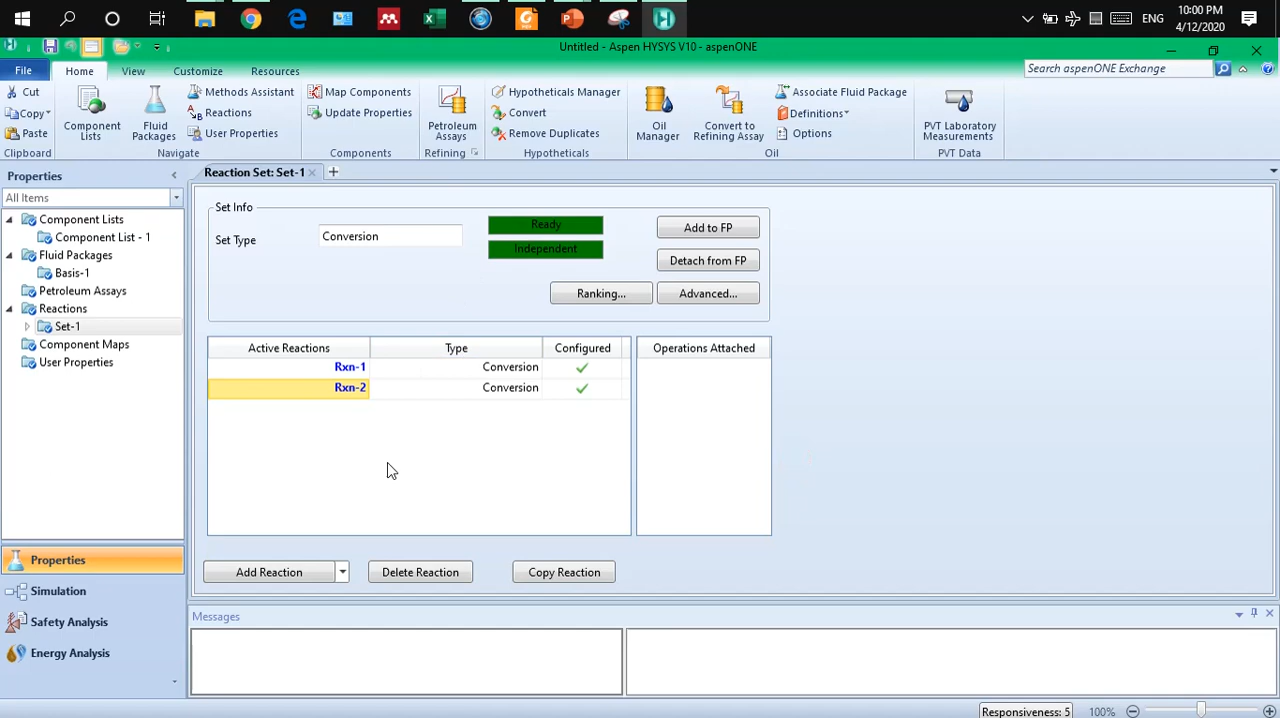 ENG
10:00 PM
4/12/2020
Untitled - Aspen HYSYS V10 - aspenONE
File
Home
View
Customize
Resources
Search aspenONE Exchange
Cut
Copy
Paste
Clipboard
Component Lists
Fluid Packages
Methods Assistant
Reactions
User Properties
Navigate
Map Components
Update Properties
Components
Petroleum Assays
Refining
Hypotheticals Manager
Convert
Remove Duplicates
Hypotheticals
Oil Manager
Convert to Refining Assay
Associate Fluid Package
Definitions
Options
Oil
PVT Laboratory Measurements
PVT Data
Properties
All Items
Component Lists
Component List - 1
Fluid Packages
Basis-1
Petroleum Assays
Reactions
Set-1
Component Maps
User Properties
Properties
Simulation
Safety Analysis
Energy Analysis
Reaction Set: Set-1
Set Info
Set Type
Conversion
Ready
Independent
Add to FP
Detach from FP
Ranking...
Advanced...
Active Reactions Type Configured
Rxn-1 Conversion
Rxn-2 Conversion
Operations Attached
Add Reaction
Delete Reaction
Copy Reaction
Messages
Responsiveness: 5
100%